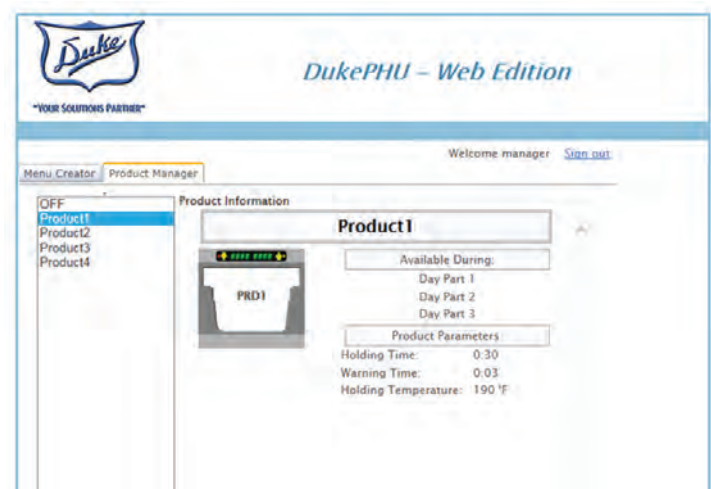 Duke
"YOUR SOLUTIONS PARTNER"
DukePHU – Web Edition
Welcome manager Sign out
Menu Creator Product Manager
OFF
Product1
Product2
Product3
Product4
Product Information
Product1
PRD1
Available During:
Day Part 1
Day Part 2
Day Part 3
Product Parameters
Holding Time: 0:30
Warning Time: 0:03
Holding Temperature: 190 °F